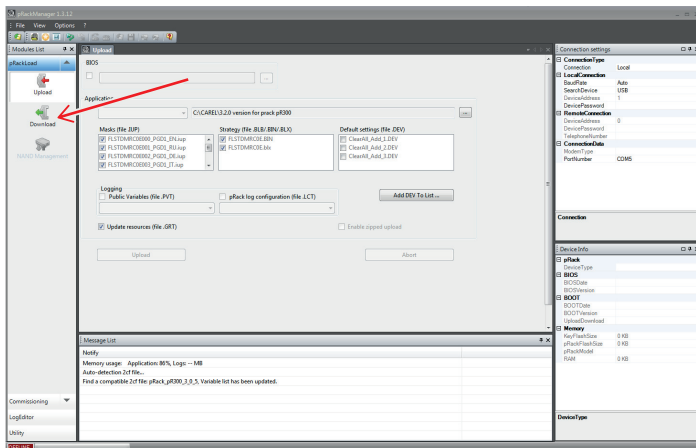 pRackManager 1.3.12
File View Options ?
Modules List
Upload
Connection settings
pRackLoad
Upload
Download
NAND Management
Commissioning
LogEditor
Utility
OFFLINE
BIOS
...
Application
C:\CAREL\3.2.0 version for prack pR300
...
Masks (file .IUP)
FLSTDMRC0E000_PGD1_EN.iup
FLSTDMRC0E001_PGD1_RU.iup
FLSTDMRC0E002_PGD1_DE.iup
FLSTDMRC0E003_PGD1_IT.iup
Strategy (file .BLB/.BIN/.BLX)
FLSTDMRC0E.BIN
FLSTDMRC0E.blx
Default settings (file .DEV)
ClearAll_Add_1.DEV
ClearAll_Add_2.DEV
ClearAll_Add_3.DEV
Logging
Public Variables (file .PVT)
pRack log configuration (file .LCT)
Add DEV To List ...
Update resources (file .GRT)
Enable zipped upload
Upload
Abort
Message List
Notify
Memory usage: Application: 86%, Logs: -- MB
Auto-detection 2cf file...
Find a compatible 2cf file: pRack_pR300_3_0_5, Variable list has been updated.
ConnectionType
Connection Local
LocalConnection
BaudRate Auto
SearchDevice USB
DeviceAddress 1
DevicePassword
RemoteConnection
DeviceAddress 0
DevicePassword
TelephoneNumber
ConnectionData
ModemType
PortNumber COM5
Connection
Device Info
pRack
DeviceType
BIOS
BIOSDate
BIOSVersion
BOOT
BOOTDate
BOOTVersion
UploadDownload
Memory
KeyFlashSize 0 KB
pRackFlashSize 0 KB
pRackModel
RAM 0 KB
DeviceType